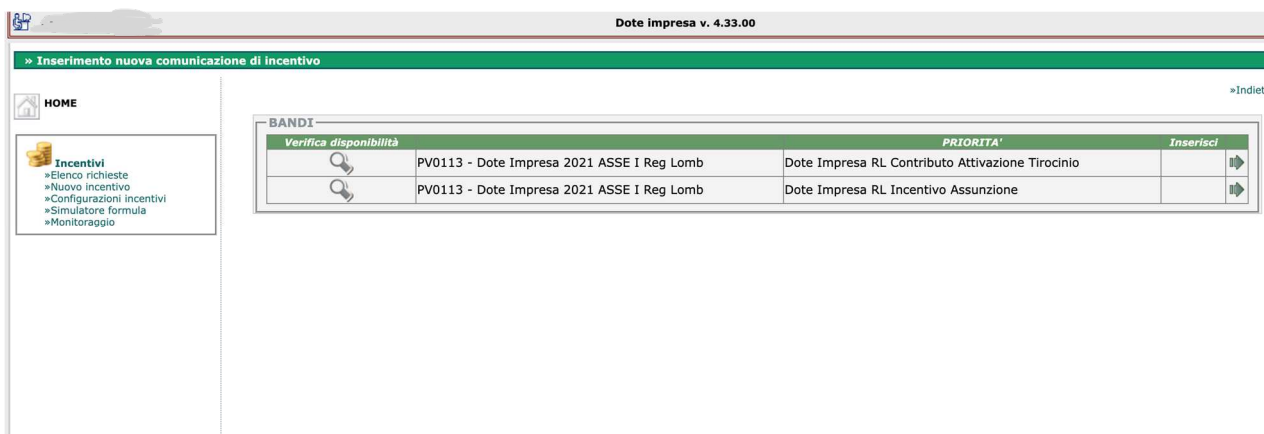 Dote impresa v. 4.33.00
» Inserimento nuova comunicazione di incentivo
»Indiet
HOME
BANDI
Verifica disponibilità PRIORITA' Inserisci
PV0113 - Dote Impresa 2021 ASSE I Reg Lomb Dote Impresa RL Contributo Attivazione Tirocinio
PV0113 - Dote Impresa 2021 ASSE I Reg Lomb Dote Impresa RL Incentivo Assunzione
Incentivi
»Elenco richieste
»Nuovo incentivo
»Configurazioni incentivi
»Simulatore formula
»Monitoraggio